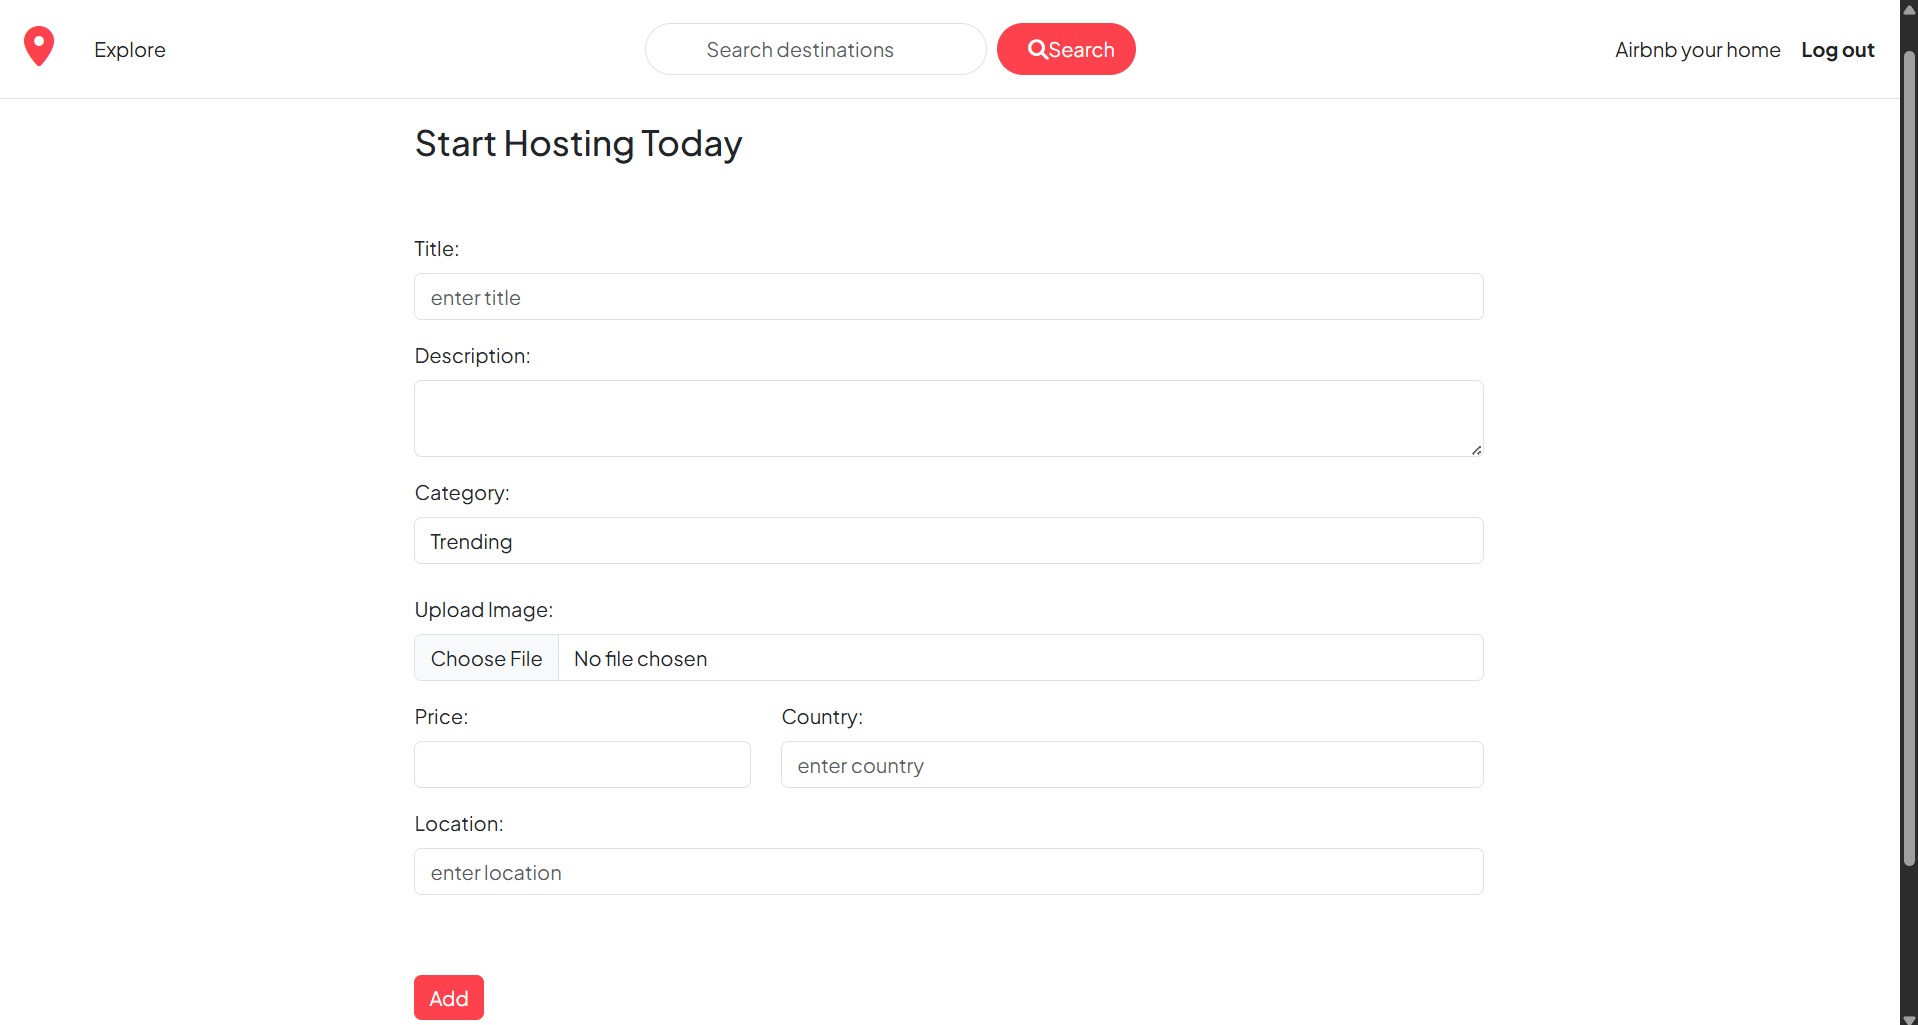 Explore
Search destinations
Search
Airbnb your home
Log out
Start Hosting Today
Title:
enter title
Description:
Category:
Trending
Upload Image:
Choose File
No file chosen
Price:
Country:
enter country
Location:
enter location
Add